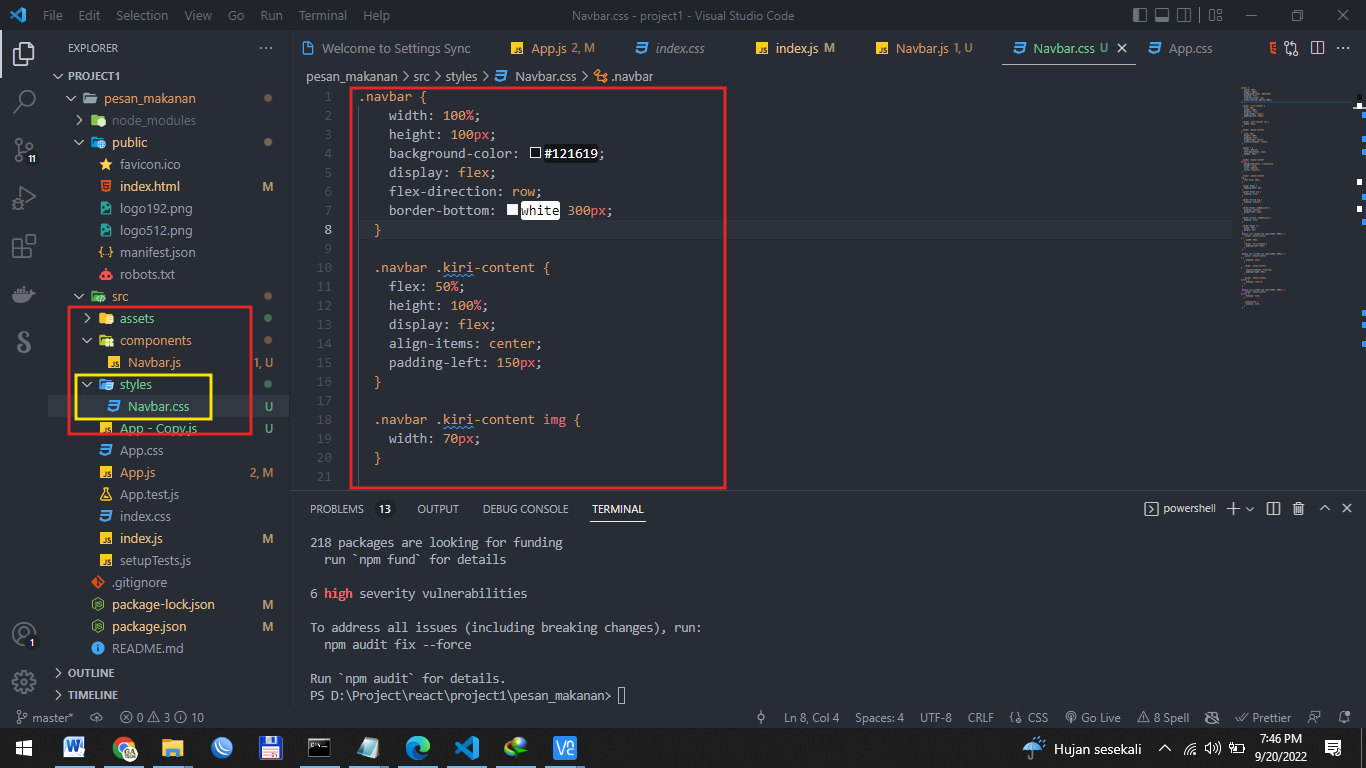 File Edit Selection View Go Run Terminal Help
Navbar.css - project1 - Visual Studio Code
EXPLORER
PROJECT1
pesan_makanan
node_modules
public
favicon.ico
index.html M
logo192.png
logo512.png
manifest.json
robots.txt
src
assets
components
Navbar.js 1, U
styles
Navbar.css U
App - Copy.js U
App.css
App.js 2, M
App.test.js
index.css
index.js M
setupTests.js
.gitignore
package-lock.json M
package.json M
README.md
OUTLINE
TIMELINE
11
1
Welcome to Settings Sync App.js 2, M index.css index.js M Navbar.js 1, U Navbar.css U App.css
pesan_makanan > src > styles > Navbar.css > .navbar
1 .navbar {
2 width: 100%;
3 height: 100px;
4 background-color: #121619;
5 display: flex;
6 flex-direction: row;
7 border-bottom: white 300px;
8 }
9
10 .navbar .kiri-content {
11 flex: 50%;
12 height: 100%;
13 display: flex;
14 align-items: center;
15 padding-left: 150px;
16 }
17
18 .navbar .kiri-content img {
19 width: 70px;
20 }
21
PROBLEMS 13 OUTPUT DEBUG CONSOLE TERMINAL
powershell
218 packages are looking for funding
run `npm fund` for details
6 high severity vulnerabilities
To address all issues (including breaking changes), run:
npm audit fix --force
Run `npm audit` for details.
PS D:\Project\react\project1\pesan_makanan>
master* 0 3 10
Ln 8, Col 4 Spaces: 4 UTF-8 CRLF {} CSS Go Live 8 Spell Prettier
Hujan sesekali
7:46 PM
9/20/2022